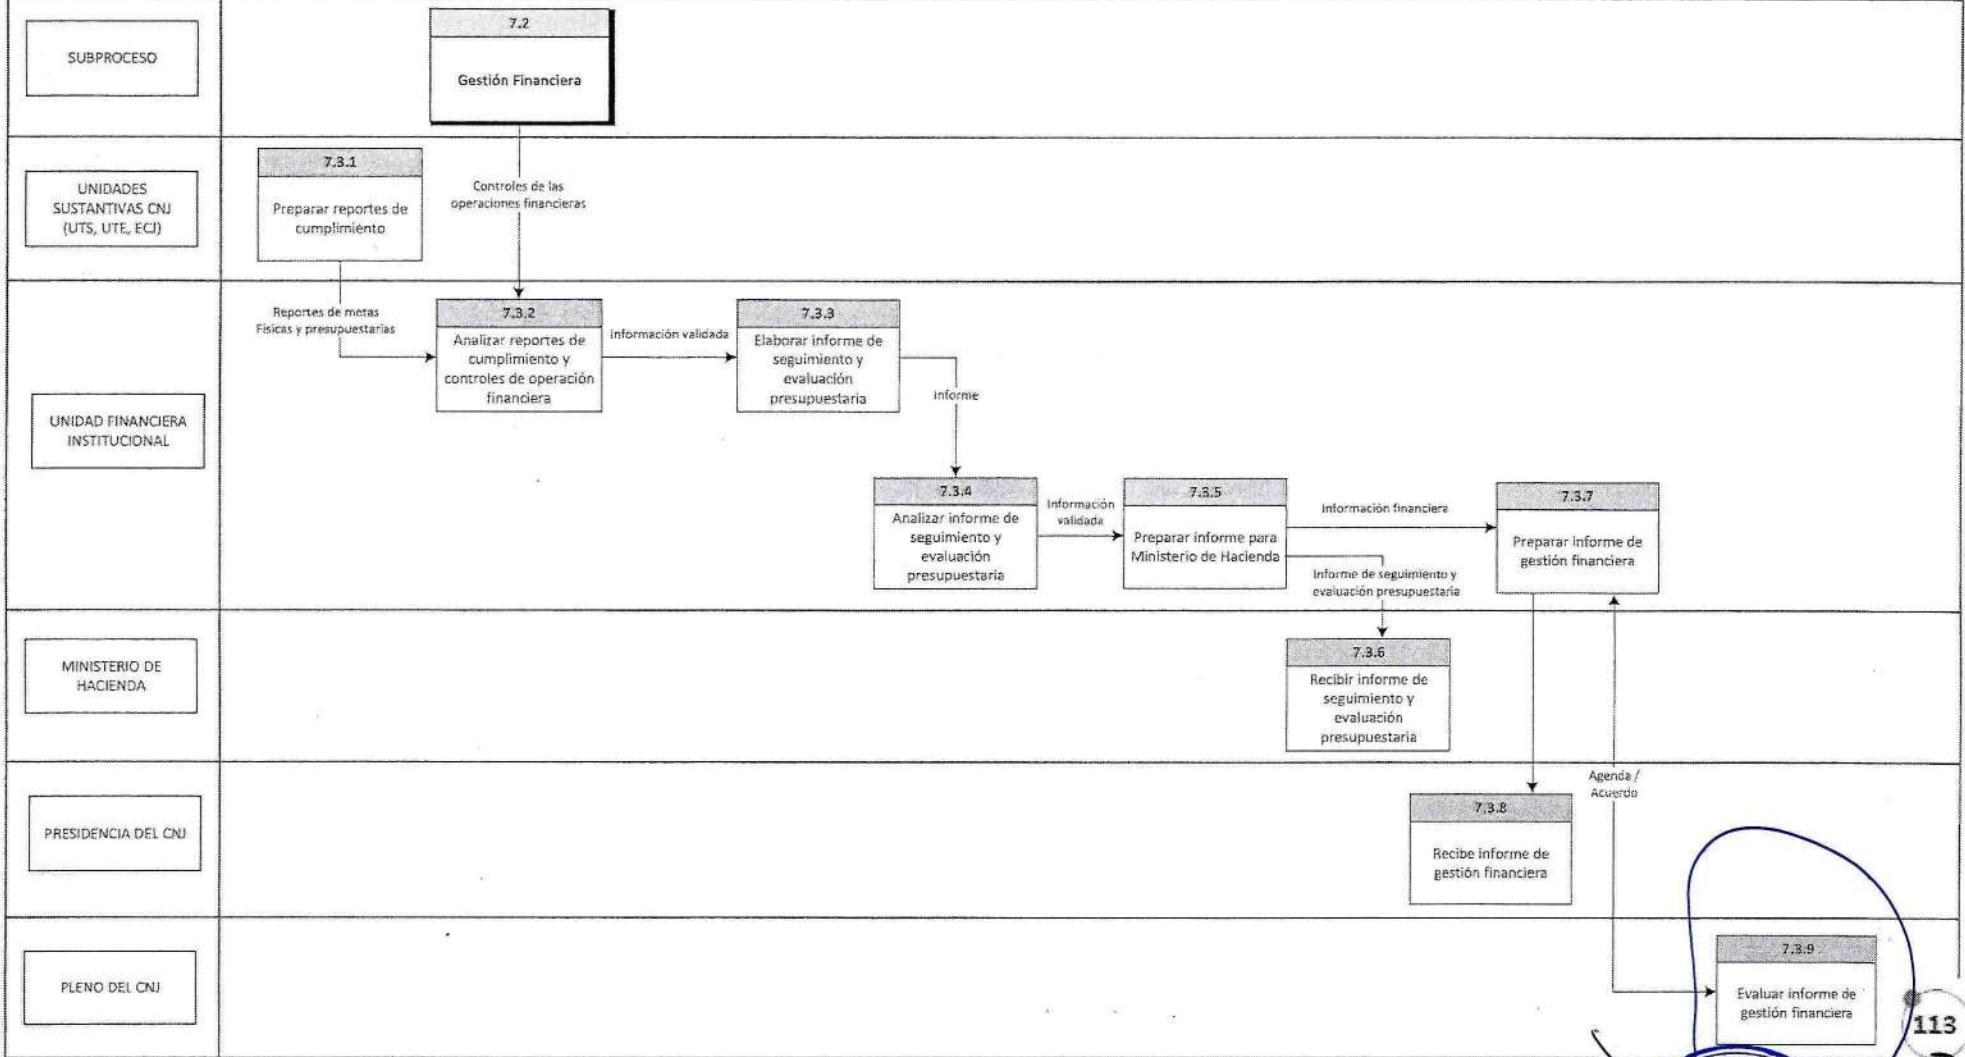 SUBPROCESO
7.2
Gestión Financiera
UNIDADES
SUSTANTIVAS CNJ
(UTS, UTE, ECJ)
7.3.1
Preparar reportes de
cumplimiento
Controles de las
operaciones financieras
UNIDAD FINANCIERA
INSTITUCIONAL
Reportes de metas
Físicas y presupuestarias
7.3.2
Analizar reportes de
cumplimiento y
controles de operación
financiera
Información validada
7.3.3
Elaborar informe de
seguimiento y
evaluación
presupuestaria
Informe
7.3.4
Analizar informe de
seguimiento y
evaluación
presupuestaria
Información
validada
7.3.5
Preparar informe para
Ministerio de Hacienda
Información financiera
Informe de seguimiento y
evaluación presupuestaria
7.3.7
Preparar informe de
gestión financiera
MINISTERIO DE
HACIENDA
7.3.6
Recibir informe de
seguimiento y
evaluación
presupuestaria
PRESIDENCIA DEL CNJ
7.3.8
Recibe informe de
gestión financiera
Agenda /
Acuerdo
PLENO DEL CNJ
7.3.9
Evaluar informe de
gestión financiera
113